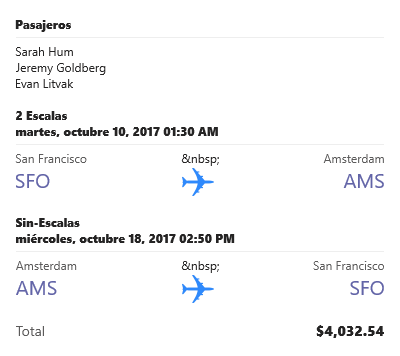 Pasajeros
Sarah Hum
Jeremy Goldberg
Evan Litvak
2 Escalas
martes, octubre 10, 2017 01:30 AM
San Francisco &nbsp; Amsterdam
SFO AMS
Sin-Escalas
miércoles, octubre 18, 2017 02:50 PM
Amsterdam &nbsp; San Francisco
AMS SFO
Total $4,032.54